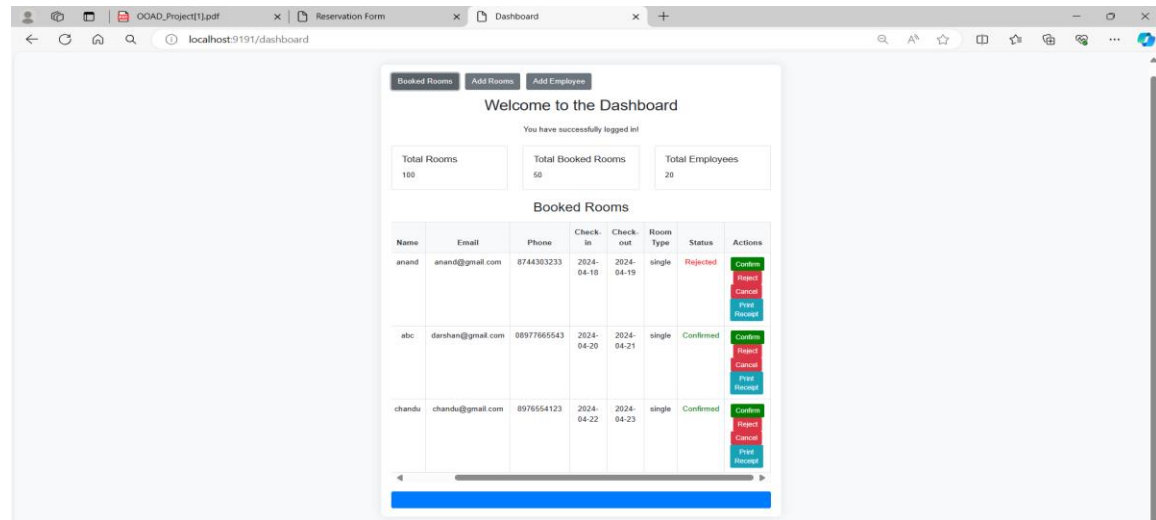 OOAD_Project[1].pdf
Reservation Form
Dashboard
localhost:9191/dashboard
Booked Rooms Add Rooms Add Employee
Welcome to the Dashboard
You have successfully logged in!
Total Rooms Total Booked Rooms Total Employees
100 50 20
Booked Rooms
Name Email Phone Check-in Check-out Room Type Status Actions
anand anand@gmail.com 8744303233 2024-04-18 2024-04-19 single Rejected
Confirm
Reject
Cancel
Print
Receipt
abc darshan@gmail.com 08977665543 2024-04-20 2024-04-21 single Confirmed
Confirm
Reject
Cancel
Print
Receipt
chandu chandu@gmail.com 8976554123 2024-04-22 2024-04-23 single Confirmed
Confirm
Reject
Cancel
Print
Receipt